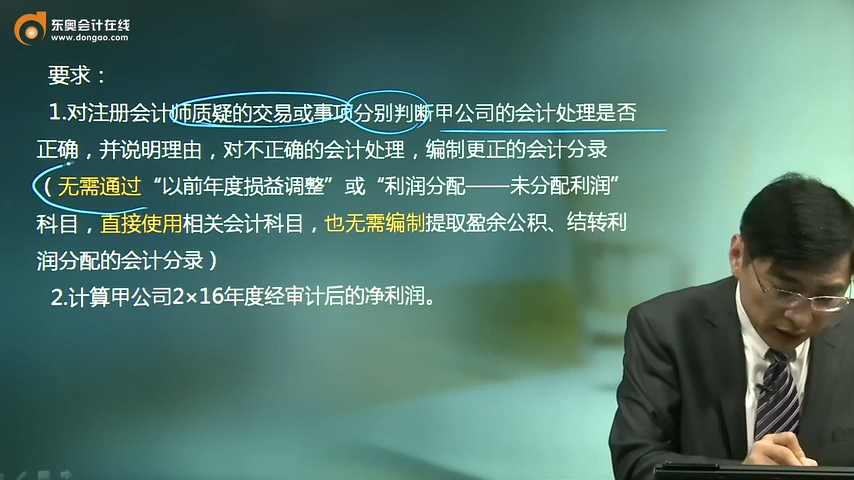 东奥会计在线
www.dongao.com
要求：
1.对注册会计师质疑的交易或事项分别判断甲公司的会计处理是否
正确，并说明理由，对不正确的会计处理，编制更正的会计分录
（无需通过“以前年度损益调整”或“利润分配——未分配利润”
科目，直接使用相关会计科目，也无需编制提取盈余公积、结转利
润分配的会计分录）
2.计算甲公司2×16年度经审计后的净利润。